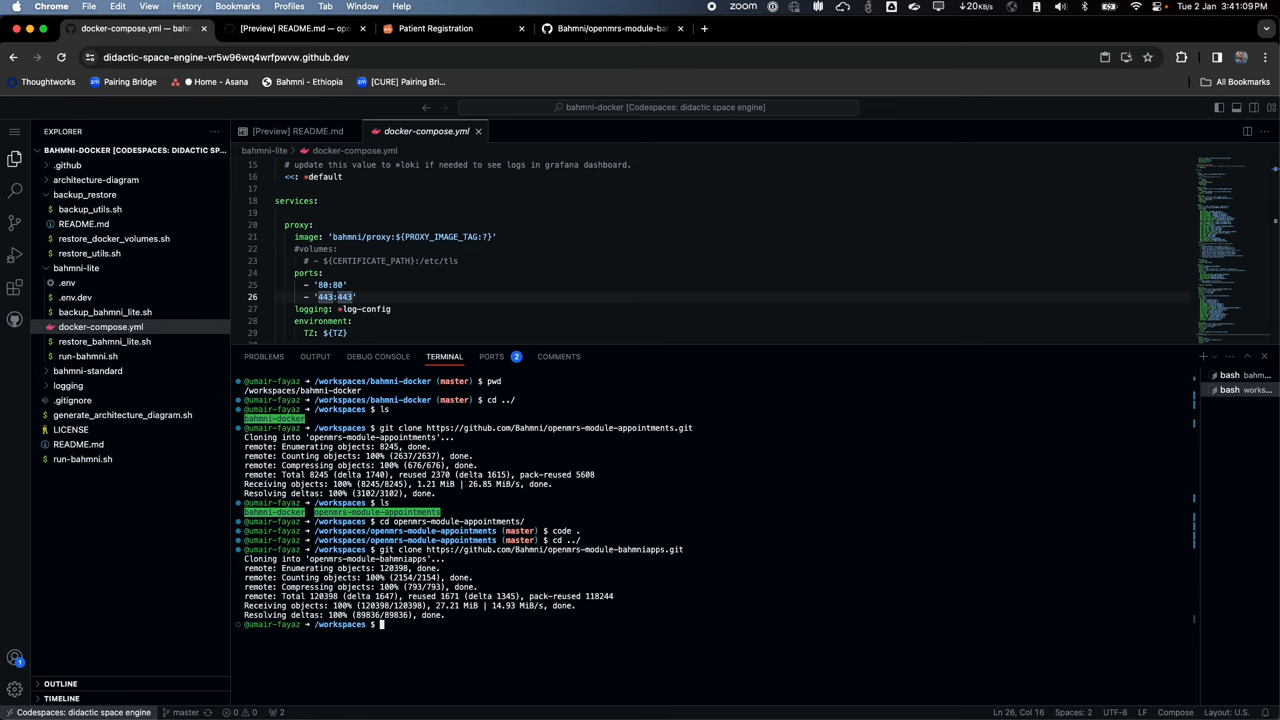 Chrome File Edit View History Bookmarks Profiles Tab Window Help
zoom 20KB/s Tue 2 Jan 3:41:09 PM
docker-compose.yml — bahm
[Preview] README.md — open
Patient Registration
Bahmni/openmrs-module-bah
didactic-space-engine-vr5w96wq4wrfpwvw.github.dev
Thoughtworks Pairing Bridge Home - Asana Bahmni - Ethiopia [CURE] Pairing Bri... All Bookmarks
bahmni-docker [Codespaces: didactic space engine]
EXPLORER
BAHMNI-DOCKER [CODESPACES: DIDACTIC SP...
.github
architecture-diagram
backup_restore
backup_utils.sh
README.md
restore_docker_volumes.sh
restore_utils.sh
bahmni-lite
.env
.env.dev
backup_bahmni_lite.sh
docker-compose.yml
restore_bahmni_lite.sh
run-bahmni.sh
bahmni-standard
logging
.gitignore
generate_architecture_diagram.sh
LICENSE
README.md
run-bahmni.sh
OUTLINE
TIMELINE
[Preview] README.md docker-compose.yml
bahmni-lite docker-compose.yml
15 # update this value to *loki if needed to see logs in grafana dashboard.
16 <<: *default
17
18 services:
19
20 proxy:
21 image: 'bahmni/proxy:${PROXY_IMAGE_TAG:?}'
22 #volumes:
23 # - ${CERTIFICATE_PATH}:/etc/tls
24 ports:
25 - '80:80'
26 - '443:443'
27 logging: *log-config
28 environment:
29 TZ: ${TZ}
PROBLEMS OUTPUT DEBUG CONSOLE TERMINAL PORTS 2 COMMENTS
@umair-fayaz → /workspaces/bahmni-docker (master) $ pwd
/workspaces/bahmni-docker
@umair-fayaz → /workspaces/bahmni-docker (master) $ cd ../
@umair-fayaz → /workspaces $ ls
bahmni-docker
@umair-fayaz → /workspaces $ git clone https://github.com/Bahmni/openmrs-module-appointments.git
Cloning into 'openmrs-module-appointments'...
remote: Enumerating objects: 8245, done.
remote: Counting objects: 100% (2637/2637), done.
remote: Compressing objects: 100% (676/676), done.
remote: Total 8245 (delta 1740), reused 2370 (delta 1615), pack-reused 5608
Receiving objects: 100% (8245/8245), 1.21 MiB | 26.85 MiB/s, done.
Resolving deltas: 100% (3102/3102), done.
@umair-fayaz → /workspaces $ ls
bahmni-docker openmrs-module-appointments
@umair-fayaz → /workspaces $ cd openmrs-module-appointments/
@umair-fayaz → /workspaces/openmrs-module-appointments (master) $ code .
@umair-fayaz → /workspaces/openmrs-module-appointments (master) $ cd ../
@umair-fayaz → /workspaces $ git clone https://github.com/Bahmni/openmrs-module-bahmniapps.git
Cloning into 'openmrs-module-bahmniapps'...
remote: Enumerating objects: 120398, done.
remote: Counting objects: 100% (2154/2154), done.
remote: Compressing objects: 100% (793/793), done.
remote: Total 120398 (delta 1647), reused 1671 (delta 1345), pack-reused 118244
Receiving objects: 100% (120398/120398), 27.21 MiB | 14.93 MiB/s, done.
Resolving deltas: 100% (89836/89836), done.
@umair-fayaz → /workspaces $
bash bahm...
bash works...
1
Codespaces: didactic space engine master 0 0 2 Ln 26, Col 16 Spaces: 2 UTF-8 LF Compose Layout: U.S.